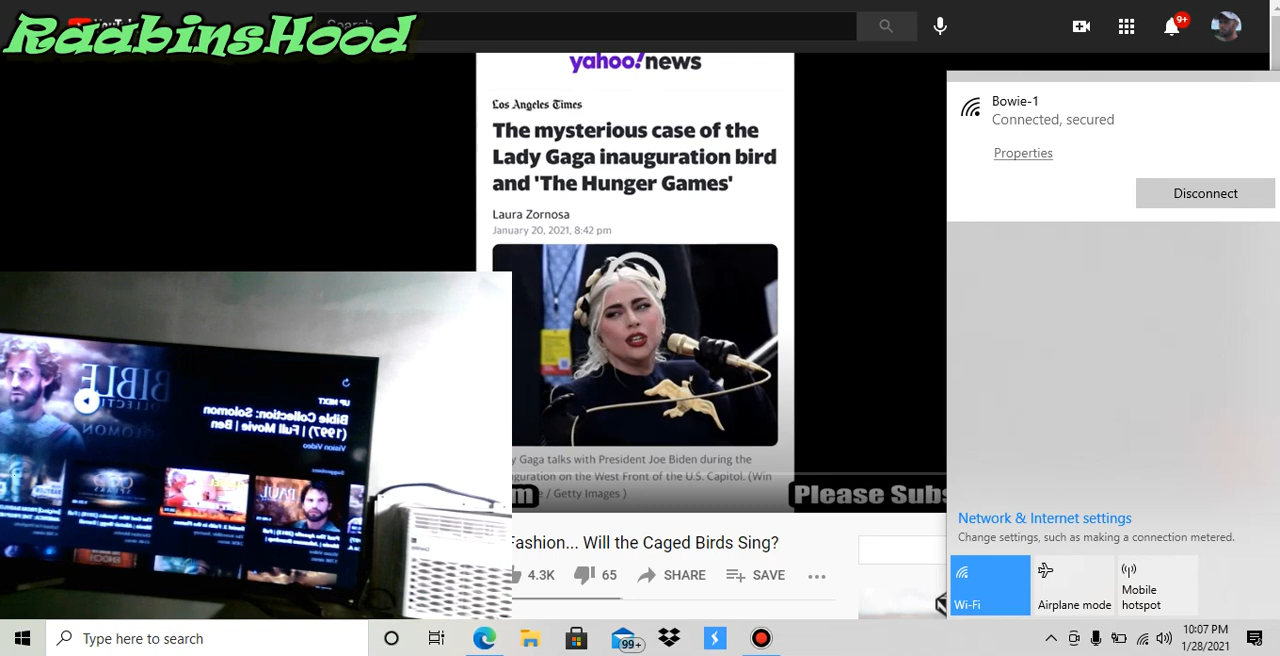 RaabinsHood
Search
9+
yahoo!news
Los Angeles Times
The mysterious case of the
Lady Gaga inauguration bird
and 'The Hunger Games'
Laura Zornosa
January 20, 2021, 8:42 pm
y Gaga talks with President Joe Biden during the
uguration on the West Front of the U.S. Capitol. (Win
e / Getty Images )
m
Please Subs
Fashion... Will the Caged Birds Sing?
4.3K
65
SHARE
SAVE
Bowie-1
Connected, secured
Properties
Disconnect
Network & Internet settings
Change settings, such as making a connection metered.
Wi-Fi
Airplane mode
Mobile
hotspot
BIBLE
COLLECTION
SOLOMON
UP NEXT
Bible Collection: Solomon
(1997) | Full Movie | Ben
Vision Video
Suggestions
PAUL
Type here to search
99+
10:07 PM
1/28/2021